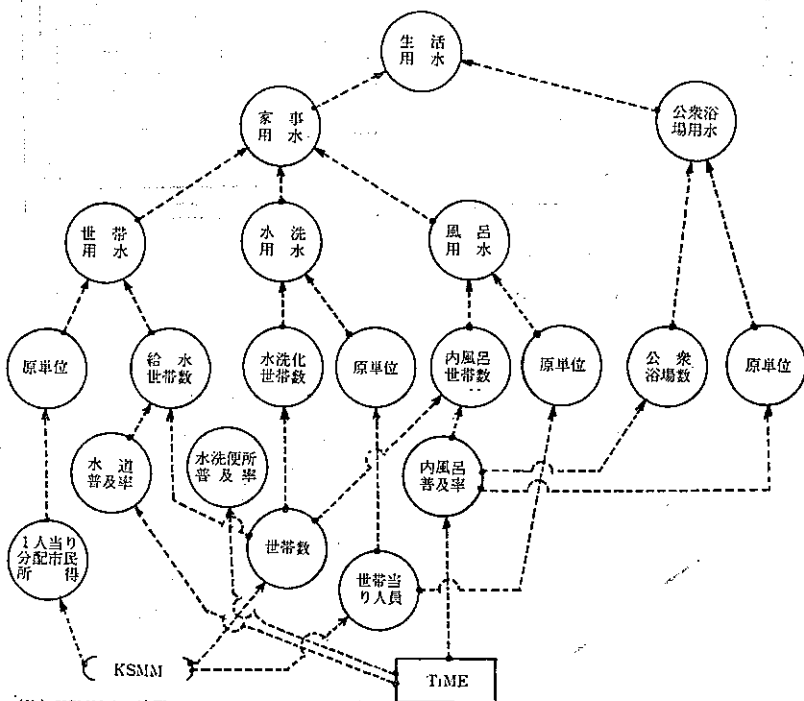 生活
用水
家事
用水
公衆浴
場用水
世帯
用水
水洗
用水
風呂
用水
原単位
給水
世帯数
水洗化
世帯数
原単位
内風呂
世帯数
原単位
公衆
浴場数
原単位
水道
普及率
水洗便所
普及率
内風呂
普及率
1人当り
分配市民
所得
世帯数
世帯当
り人員
KSMM
TIME